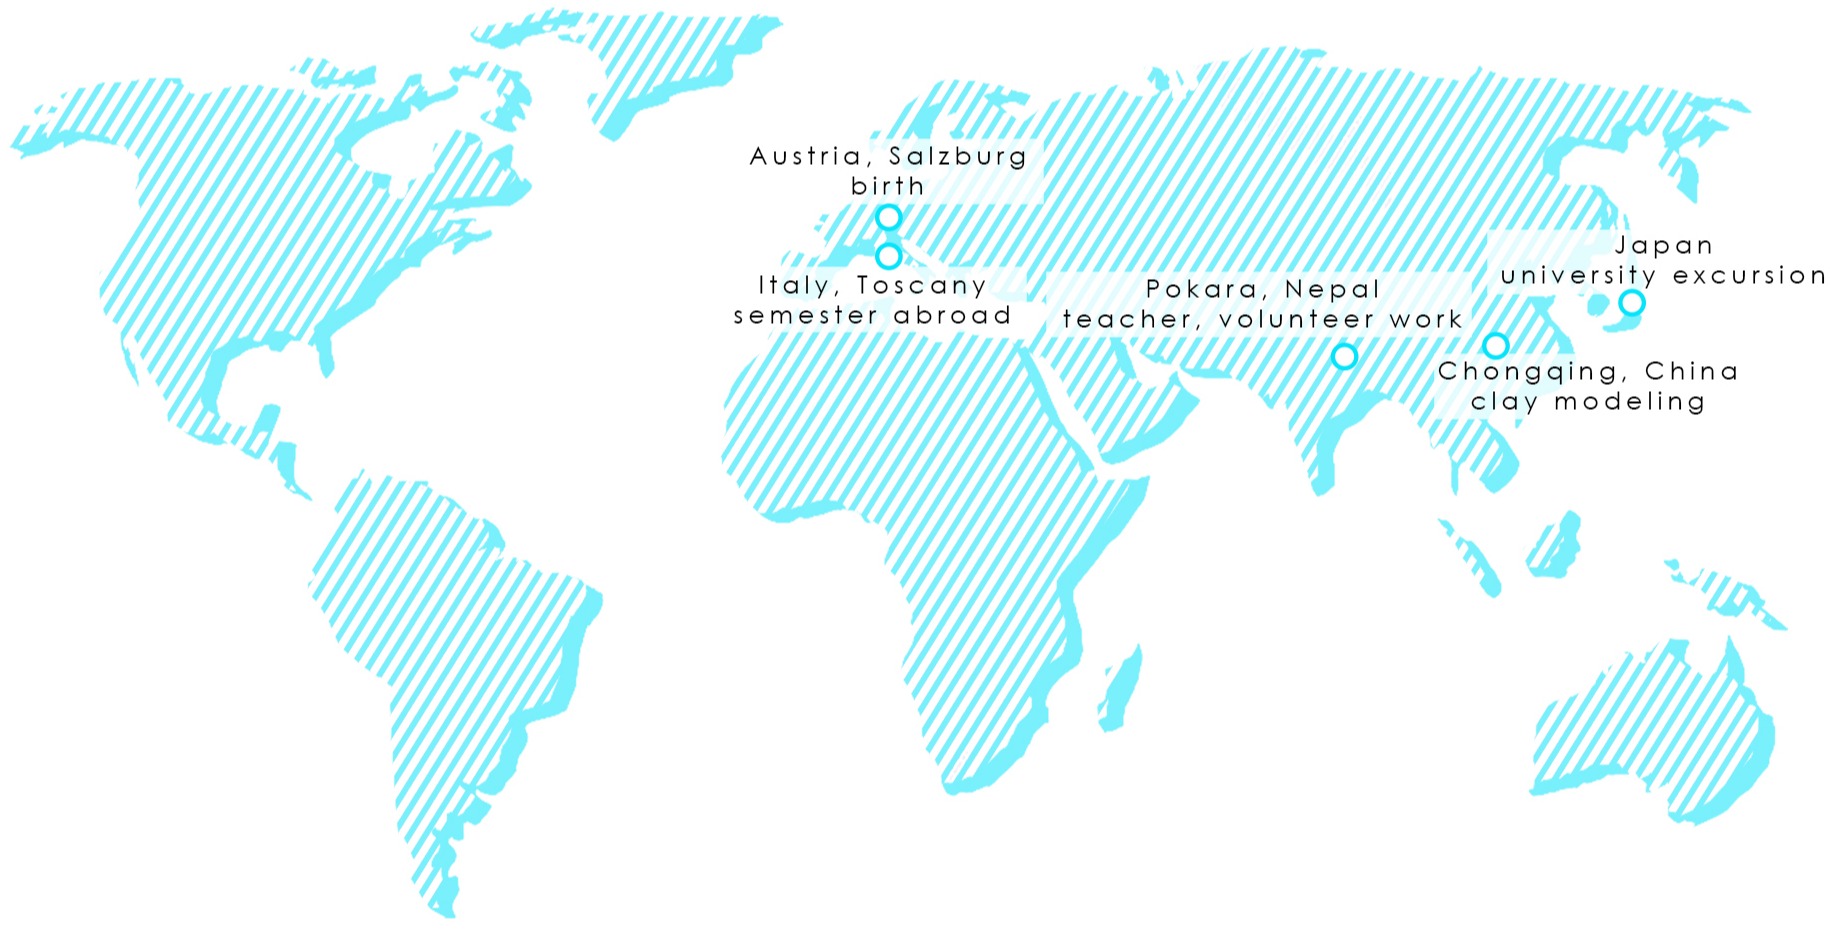 Austria, Salzburg
birth
Italy, Toscany
semester abroad
Pokara, Nepal
teacher, volunteer work
Japan
university excursion
Chongqing, China
clay modeling